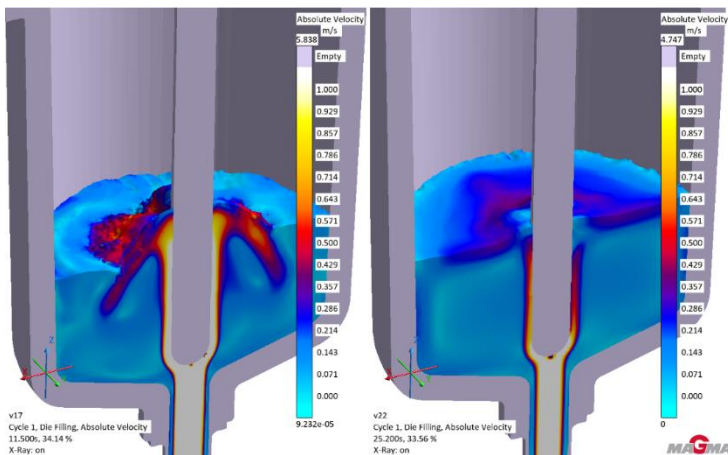 Absolute Velocity
m/s
5.838
Empty
1.000
0.929
0.857
0.786
0.714
0.643
0.571
0.500
0.429
0.357
0.286
0.214
0.143
0.071
0.000
9.232e-05
Z
X
v17
Cycle 1, Die Filling, Absolute Velocity
11.500s, 34.14 %
X-Ray: on
Absolute Velocity
m/s
4.747
Empty
1.000
0.929
0.857
0.786
0.714
0.643
0.571
0.500
0.429
0.357
0.286
0.214
0.143
0.071
0.000
0
Z
X
v22
Cycle 1, Die Filling, Absolute Velocity
25.200s, 33.56 %
X-Ray: on
MAGMA